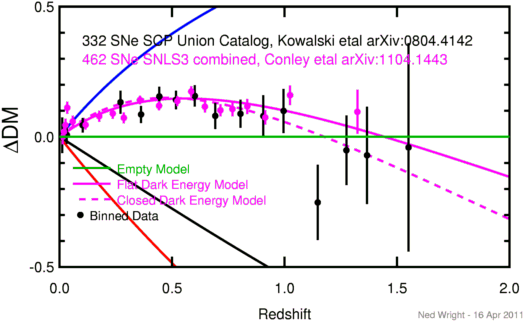 332 SNe SCP Union Catalog, Kowalski etal arXiv:0804.4142
462 SNe SNLS3 combined, Conley etal arXiv:1104.1443
0.5
0.0
-0.5
ΔDM
Empty Model
Flat Dark Energy Model
Closed Dark Energy Model
Binned Data
0.0 0.5 1.0 1.5 2.0
Redshift
Ned Wright - 16 Apr 2011